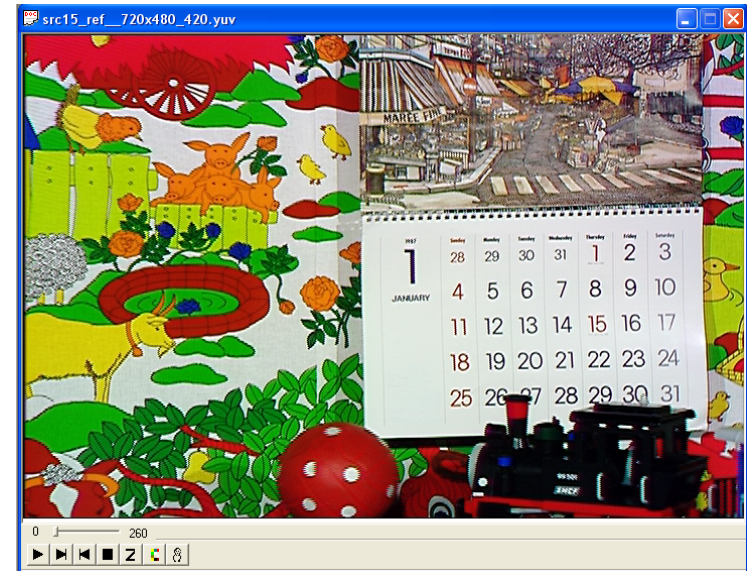 src15_ref__720x480_420.yuv
MAREE FINE
1987
1
JANUARY
Sunday Monday Tuesday Wednesday Thursday Friday Saturday
28 29 30 31 1 2 3
4 5 6 7 8 9 10
11 12 13 14 15 16 17
18 19 20 21 22 23 24
25 26 27 28 29 30 31
SNCF
0 260
Z